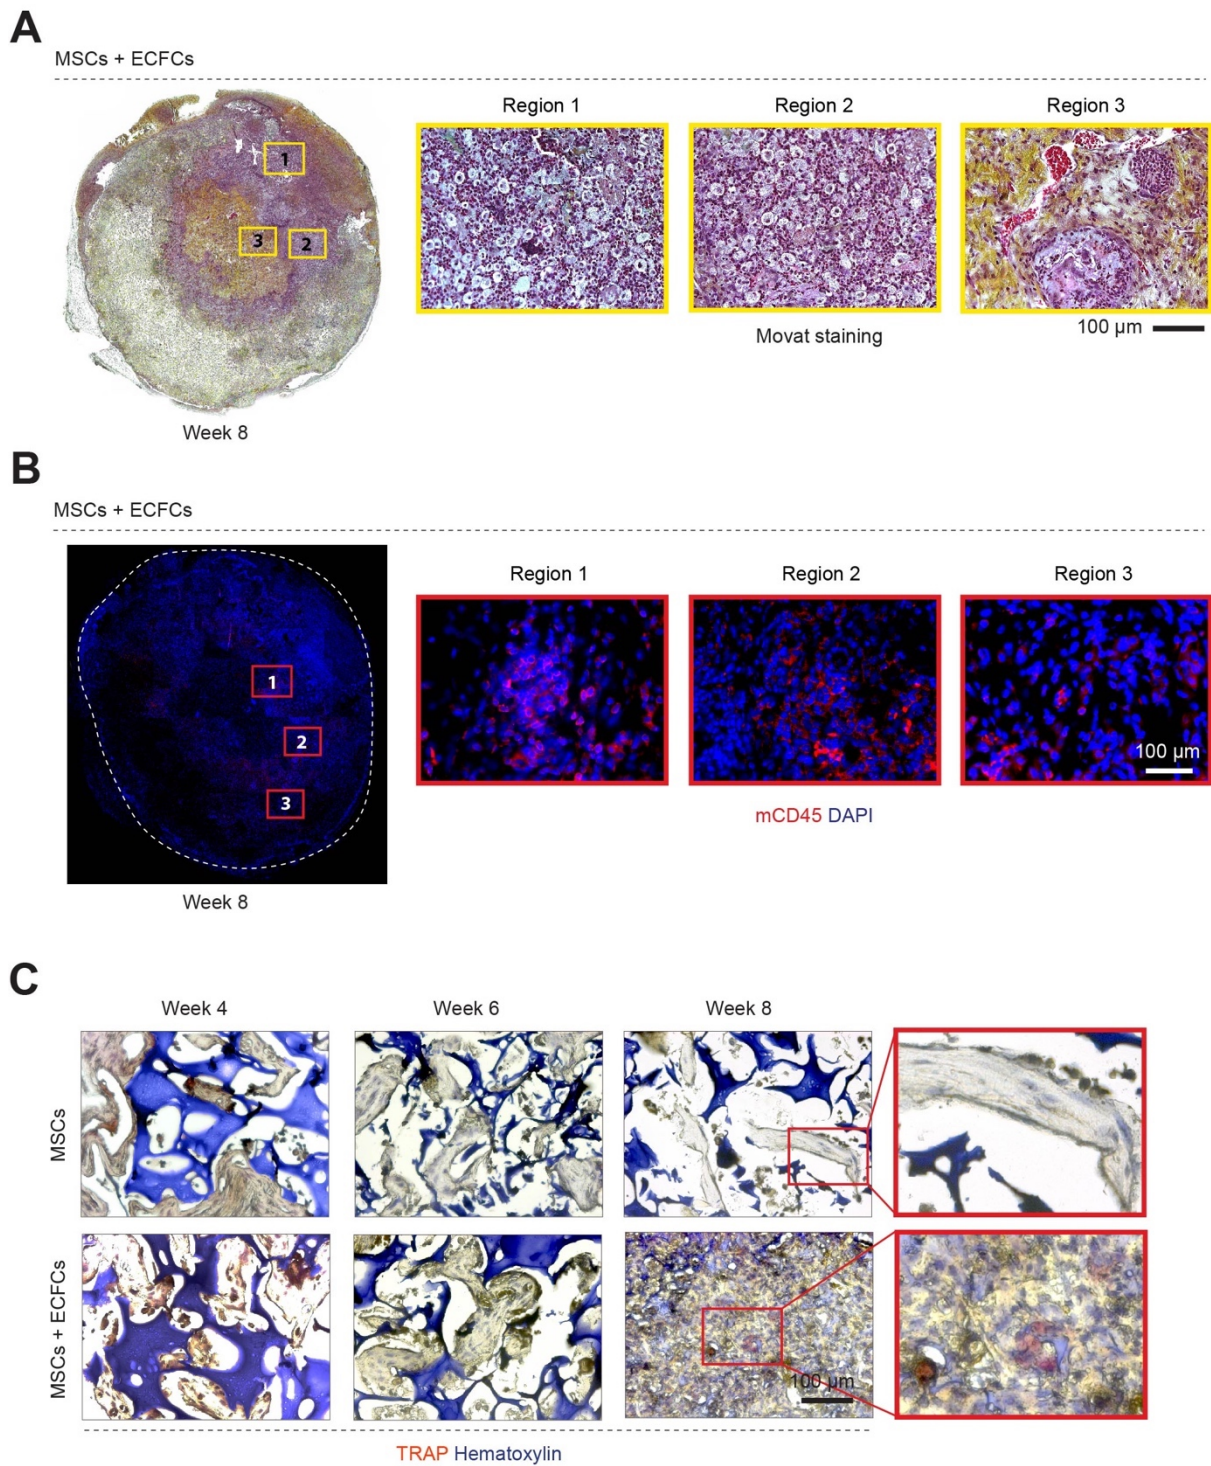 A
MSCs + ECFCs
Region 1
Region 2
Region 3
1
2
3
Movat staining
100 µm
Week 8
B
MSCs + ECFCs
Region 1
Region 2
Region 3
1
2
3
100 µm
mCD45 DAPI
Week 8
C
Week 4
Week 6
Week 8
MSCs
MSCs + ECFCs
100 µm
TRAP Hematoxylin